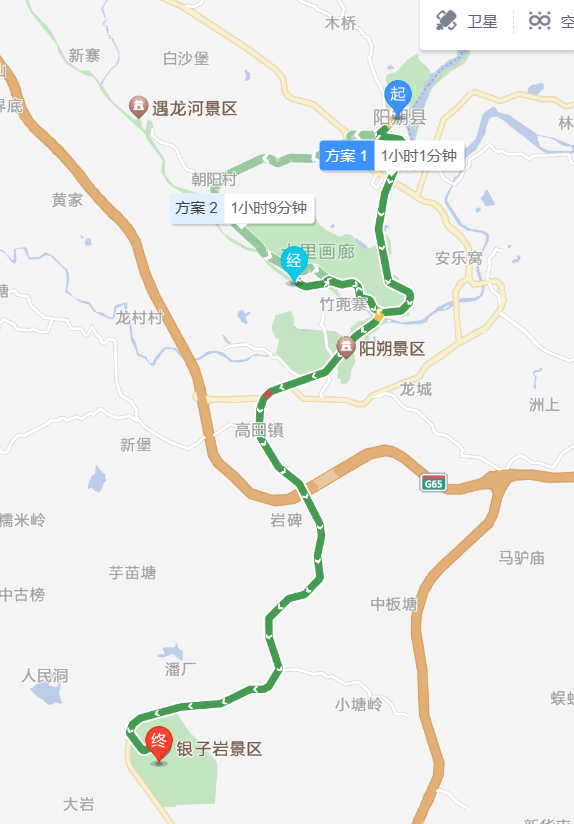 木桥
卫星
空
新寨
白沙堡
界底
遇龙河景区
起
阳朔县
林
方案 1 1小时1分钟
朝阳村
黄家
方案 2 1小时9分钟
里画廊
安乐窝
经
塘
竹蔸寨
龙村村
阳朔景区
龙城
洲上
高田镇
新堡
G65
岩碑
糯米岭
马驴庙
芋苗塘
中古榜
中板塘
人民洞
潘厂
小塘岭
终
银子岩景区
大岩